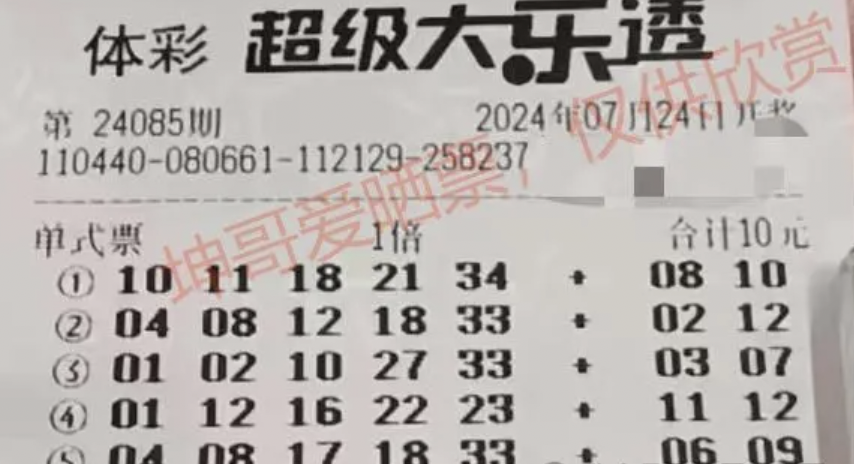 体彩 超级大乐透
第 24085期 2024年07月24日开奖
110440-080661-112129-258237
坤哥爱晒票，仅供欣赏
单式票 1倍 合计10元
① 10 11 18 21 34 + 08 10
② 04 08 12 18 33 + 02 12
③ 01 02 10 27 33 + 03 07
④ 01 12 16 22 23 + 11 12
⑤ 04 08 17 18 33 + 06 09